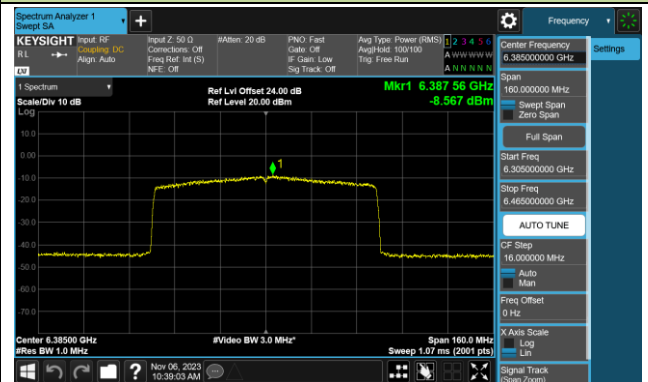 Spectrum Analyzer 1
Swept SA
Frequency
KEYSIGHT
Input: RF
Coupling: DC
Align: Auto
Input Z: 50 Ω
Corrections: Off
Freq Ref: Int (S)
NFE: Off
#Atten: 20 dB
PNO: Fast
Gate: Off
IF Gain: Low
Sig Track: Off
Avg Type: Power (RMS)
Avg|Hold: 100/100
Trig: Free Run
1 2 3 4 5 6
A W W W W W
A N N N N N
RL
LXI
1 Spectrum
Scale/Div 10 dB
Log
Ref Lvl Offset 24.00 dB
Ref Level 20.00 dBm
Mkr1 6.387 56 GHz
-8.567 dBm
10.0
0.00
-10.0
-20.0
-30.0
-40.0
-50.0
-60.0
-70.0
1
Center 6.38500 GHz
#Res BW 1.0 MHz
#Video BW 3.0 MHz*
Span 160.0 MHz
Sweep 1.07 ms (2001 pts)
Nov 06, 2023
10:39:03 AM
Center Frequency
6.385000000 GHz
Span
160.000000 MHz
Swept Span
Zero Span
Full Span
Start Freq
6.305000000 GHz
Stop Freq
6.465000000 GHz
AUTO TUNE
CF Step
16.000000 MHz
Auto
Man
Freq Offset
0 Hz
X Axis Scale
Log
Lin
Signal Track
(Span Zoom)
Settings